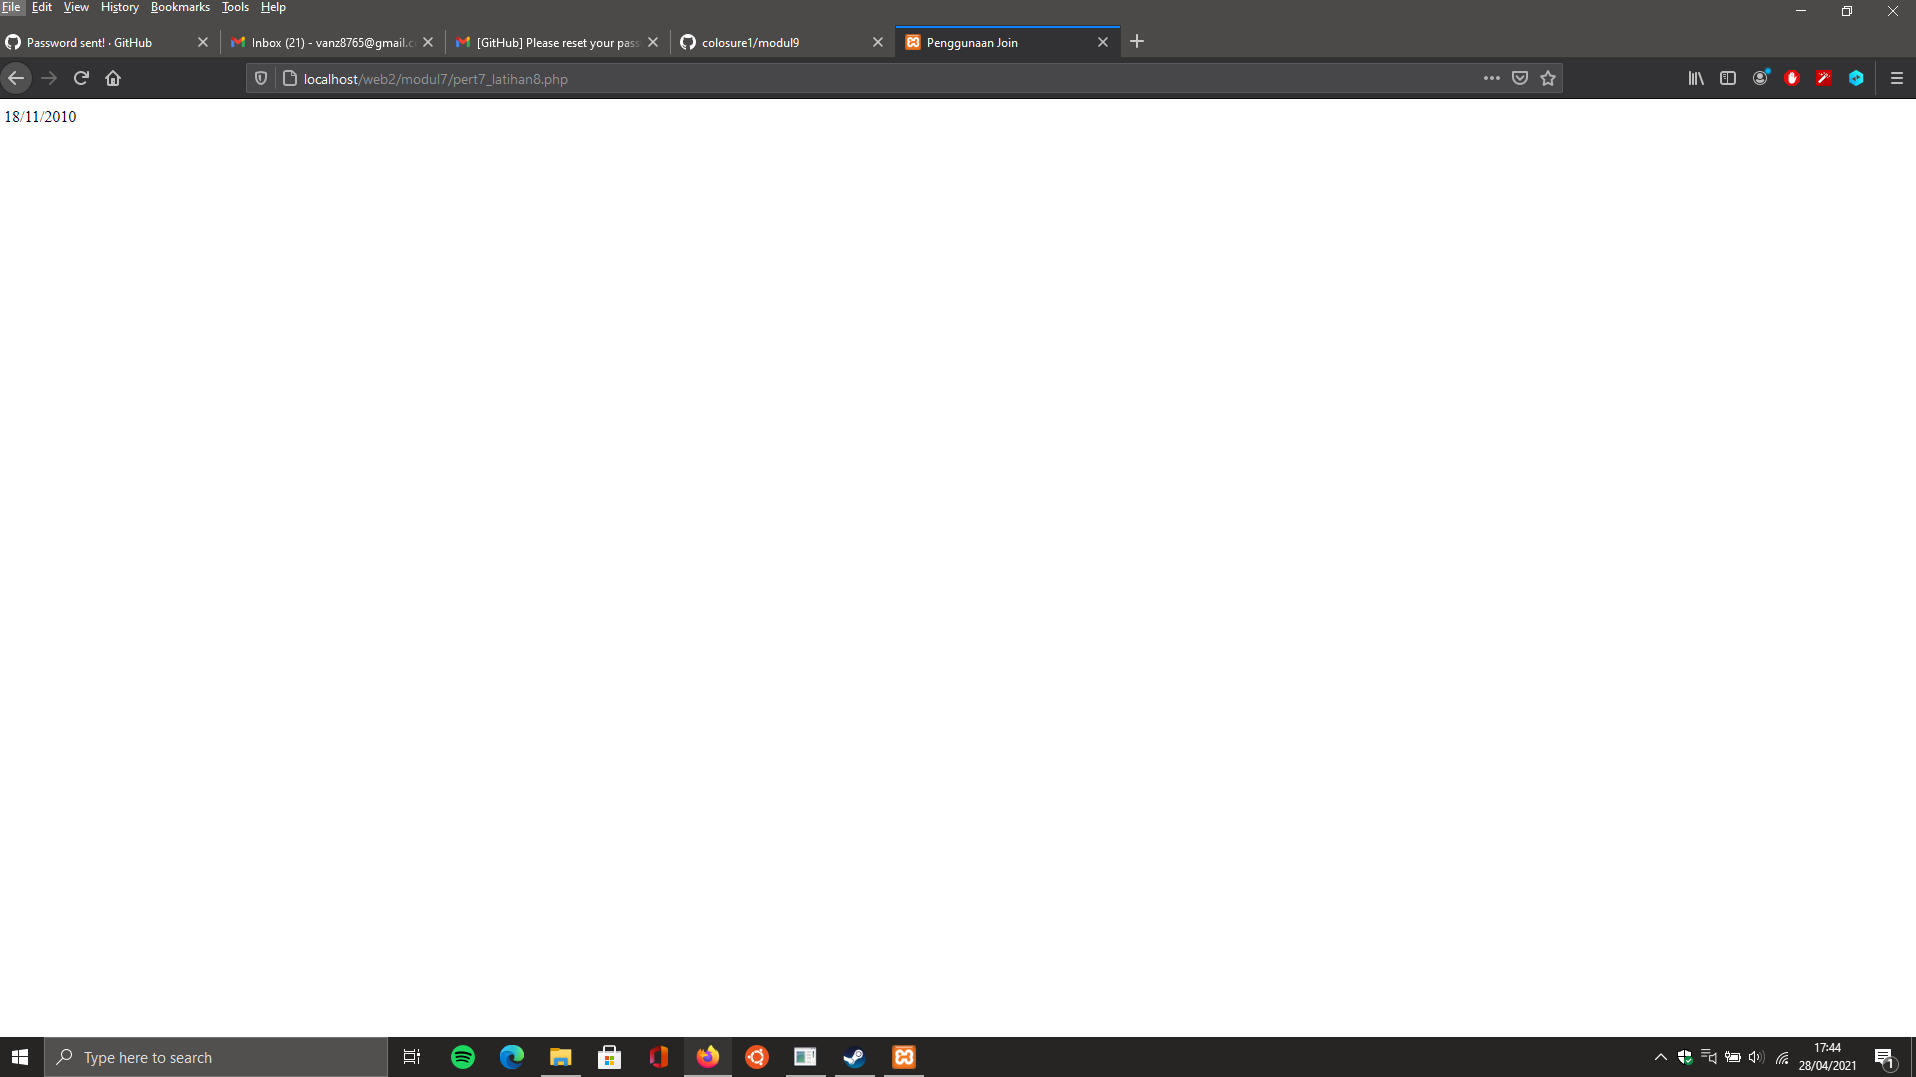 File Edit View History Bookmarks Tools Help
Password sent! · GitHub
Inbox (21) - vanz8765@gmail.c
[GitHub] Please reset your pass
colosure1/modul9
Penggunaan Join
localhost/web2/modul7/pert7_latihan8.php
18/11/2010
Type here to search
17:44
28/04/2021
1